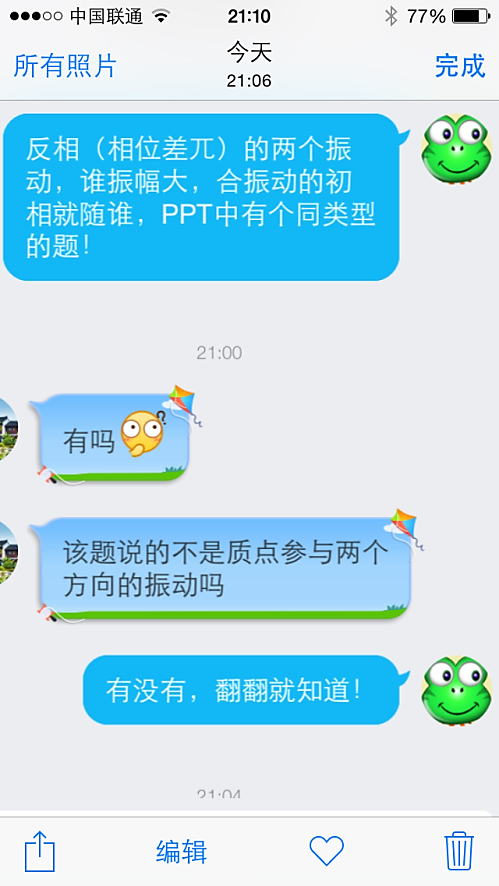 中国联通 21:10 77%
所有照片 今天 完成
21:06
反相（相位差兀）的两个振
动，谁振幅大，合振动的初
相就随谁，PPT中有个同类型
的题！
21:00
有吗
该题说的不是质点参与两个
方向的振动吗
有没有，翻翻就知道！
21:04
编辑